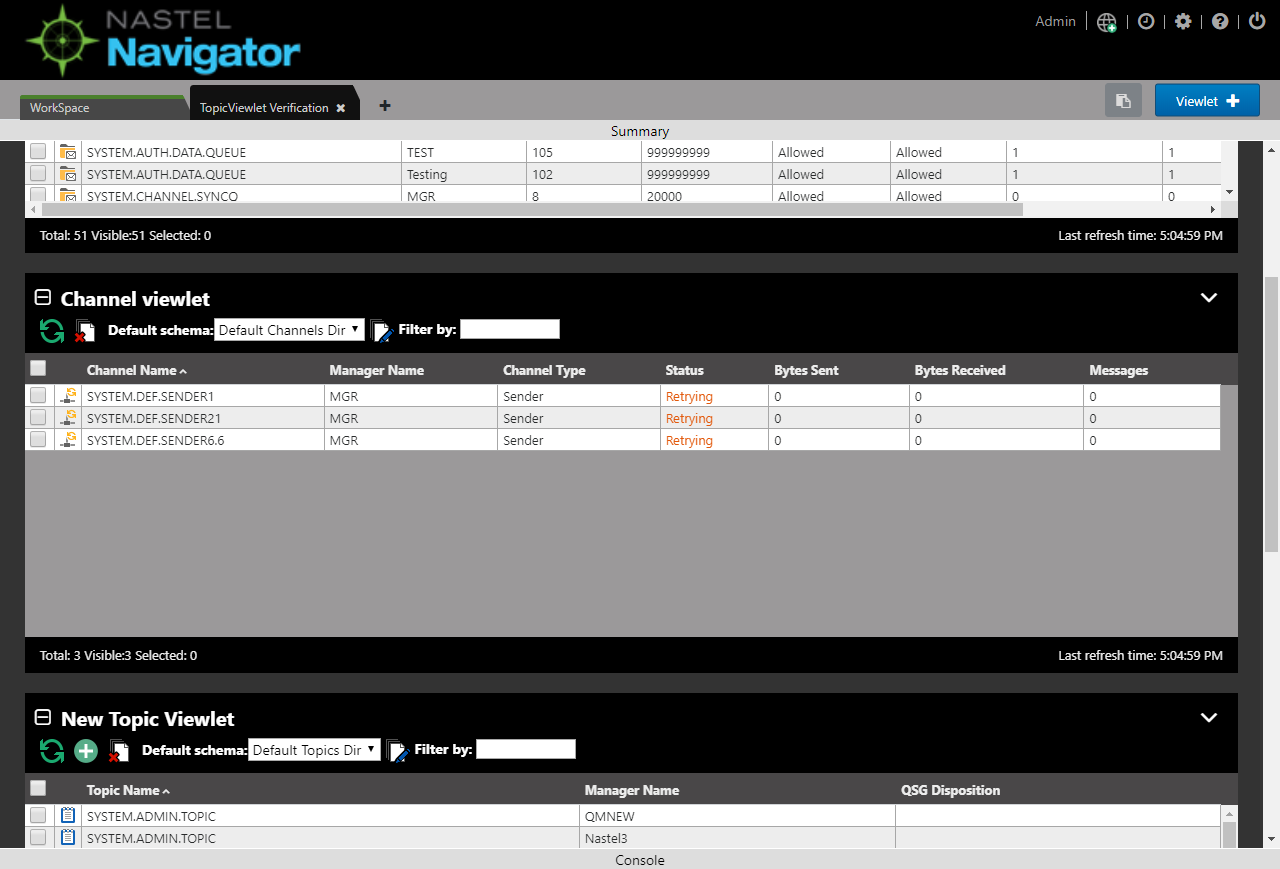 NASTEL
Navigator
Admin
WorkSpace
TopicViewlet Verification
Viewlet
Summary
SYSTEM.AUTH.DATA.QUEUE TEST 105 999999999 Allowed Allowed 1 1
SYSTEM.AUTH.DATA.QUEUE Testing 102 999999999 Allowed Allowed 1 1
SYSTEM.CHANNEL.SYNCQ MGR 8 20000 Allowed Allowed 0 0
Total: 51 Visible:51 Selected: 0 Last refresh time: 5:04:59 PM
Channel viewlet
Default schema: Default Channels Dir Filter by:
Channel Name Manager Name Channel Type Status Bytes Sent Bytes Received Messages
SYSTEM.DEF.SENDER1 MGR Sender Retrying 0 0 0
SYSTEM.DEF.SENDER21 MGR Sender Retrying 0 0 0
SYSTEM.DEF.SENDER6.6 MGR Sender Retrying 0 0 0
Total: 3 Visible:3 Selected: 0 Last refresh time: 5:04:59 PM
New Topic Viewlet
Default schema: Default Topics Dir Filter by:
Topic Name Manager Name QSG Disposition
SYSTEM.ADMIN.TOPIC QMNEW
SYSTEM.ADMIN.TOPIC Nastel3
Console